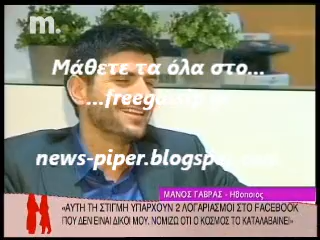 m.
Μάθετε τα όλα στο...
...freegossip
news-piper.blogspot.com
ΜΑΝΟΣ ΓΑΒΡΑΣ - Ηθοποιός
«ΑΥΤΗ ΤΗ ΣΤΙΓΜΗ ΥΠΑΡΧΟΥΝ 2 ΛΟΓΑΡΙΑΣΜΟΙ ΣΤΟ FACEBOOK
ΠΟΥ ΔΕΝ ΕΙΝΑΙ ΔΙΚΟΙ ΜΟΥ. ΝΟΜΙΖΩ ΟΤΙ Ο ΚΟΣΜΟΣ ΤΟ ΚΑΤΑΛΑΒΑΙΝΕΙ»